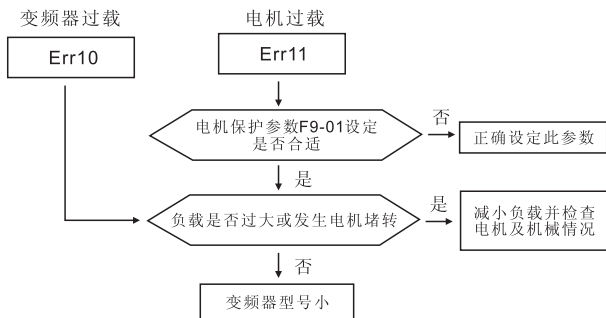 变频器过载
电机过载
Err10
Err11
电机保护参数F9-01设定
是否合适
否
正确设定此参数
是
负载是否过大或发生电机堵转
是
减小负载并检查
电机及机械情况
否
变频器型号小